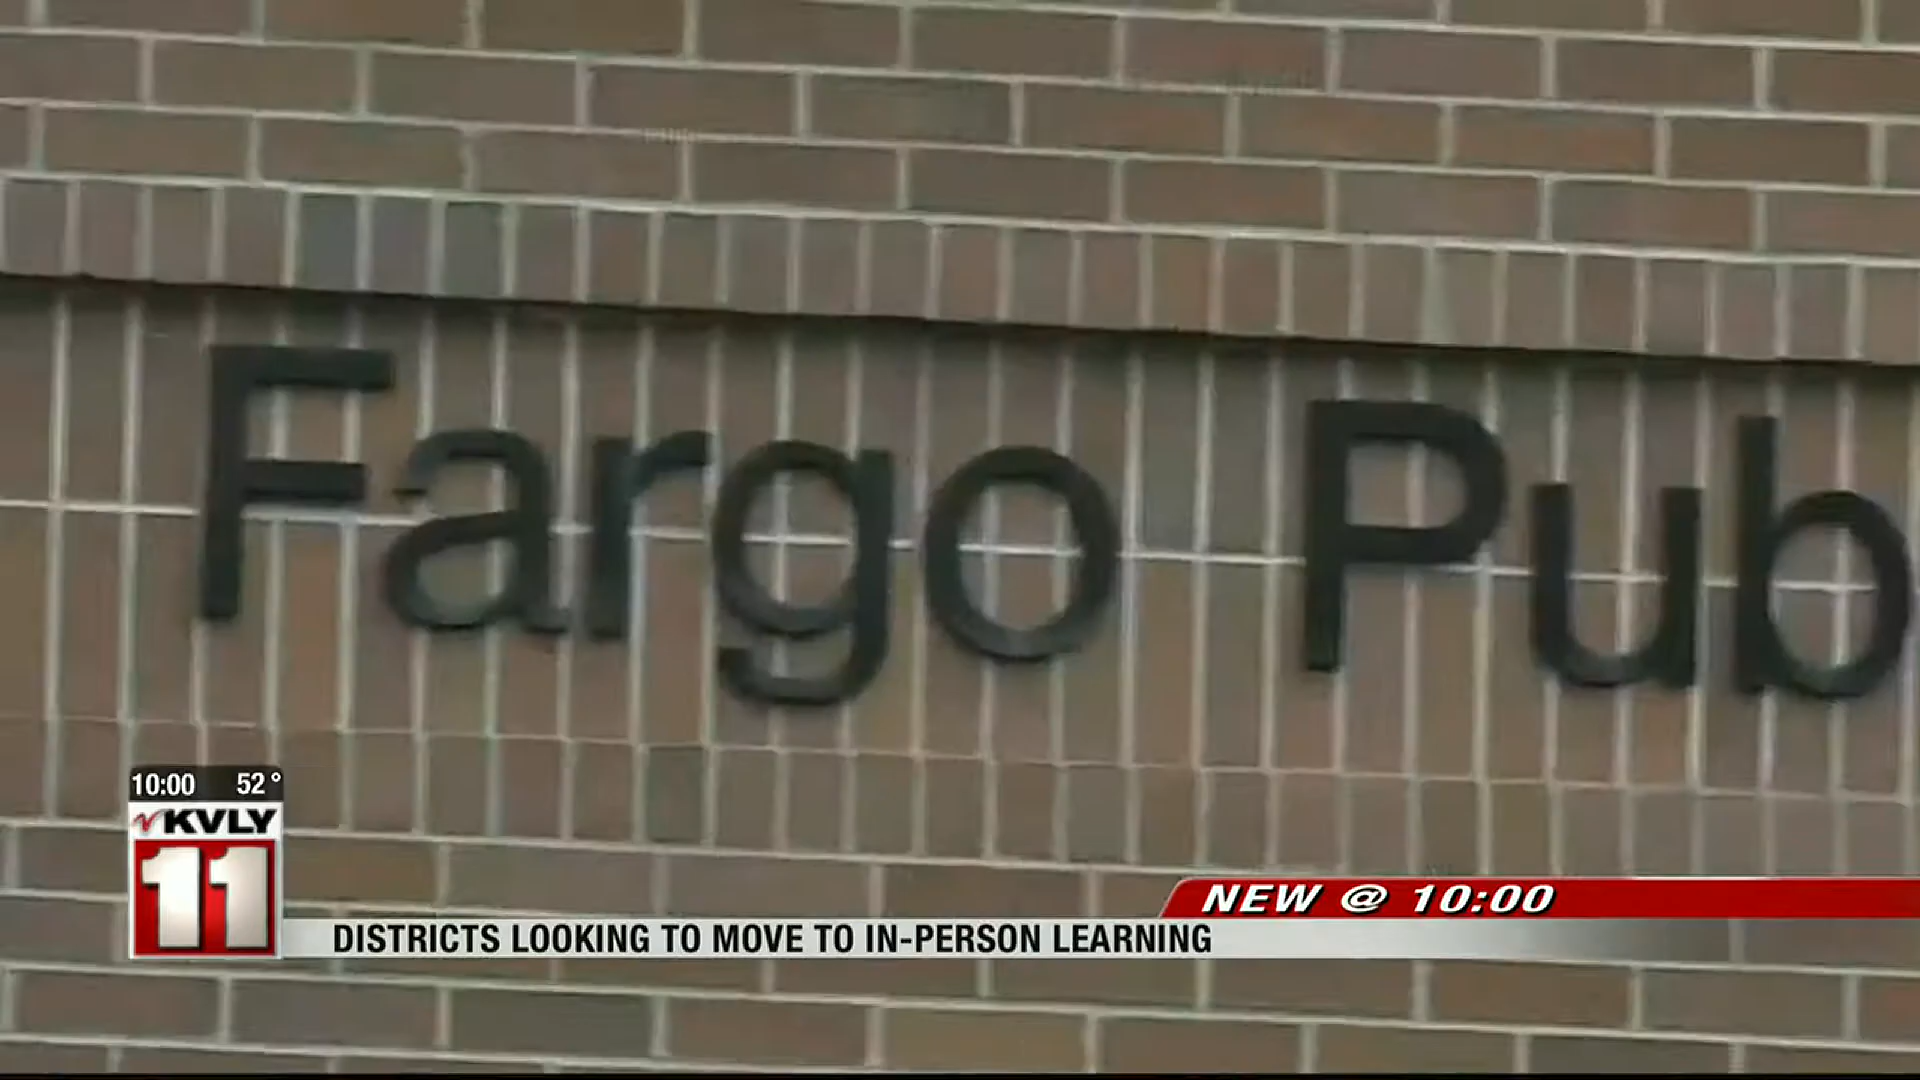 Fargo Pub
10:00 52°
KVLY
11
NEW @ 10:00
DISTRICTS LOOKING TO MOVE TO IN-PERSON LEARNING